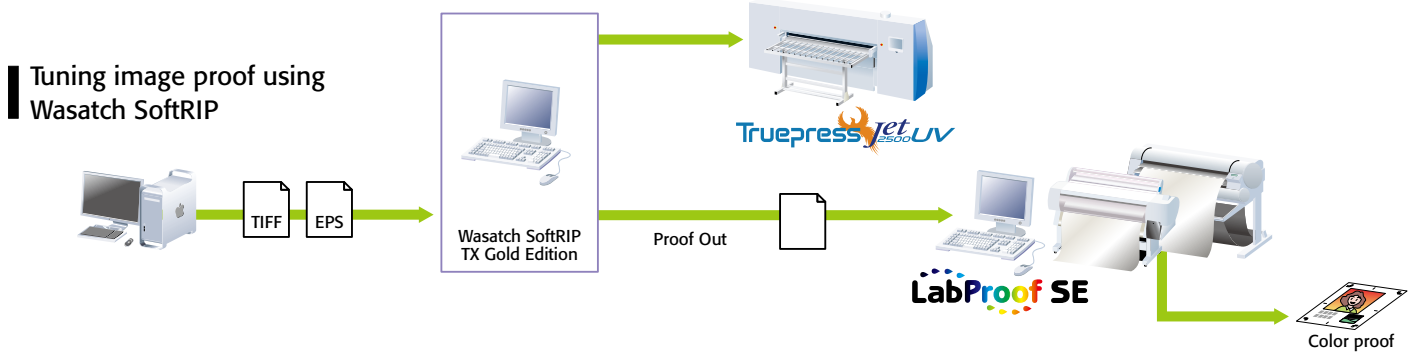 Tuning image proof using
Wasatch SoftRIP
TIFF
EPS
Wasatch SoftRIP
TX Gold Edition
Truepress Jet
2500UV
Proof Out
LabProof SE
Color proof